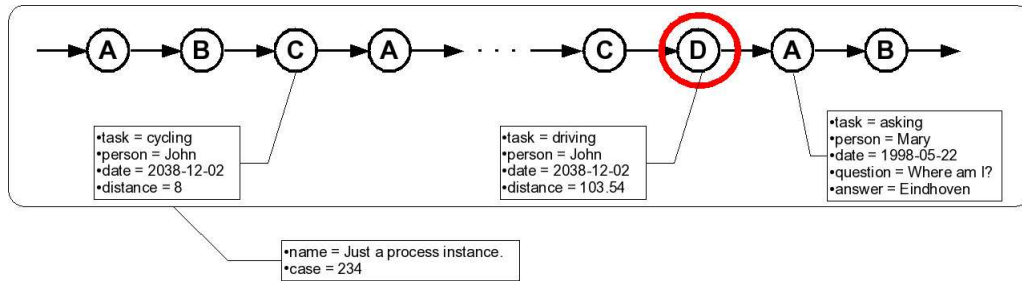 A B C A . . . C D A B
•task = cycling
•person = John
•date = 2038-12-02
•distance = 8
•task = driving
•person = John
•date = 2038-12-02
•distance = 103.54
•task = asking
•person = Mary
•date = 1998-05-22
•question = Where am I?
•answer = Eindhoven
•name = Just a process instance.
•case = 234